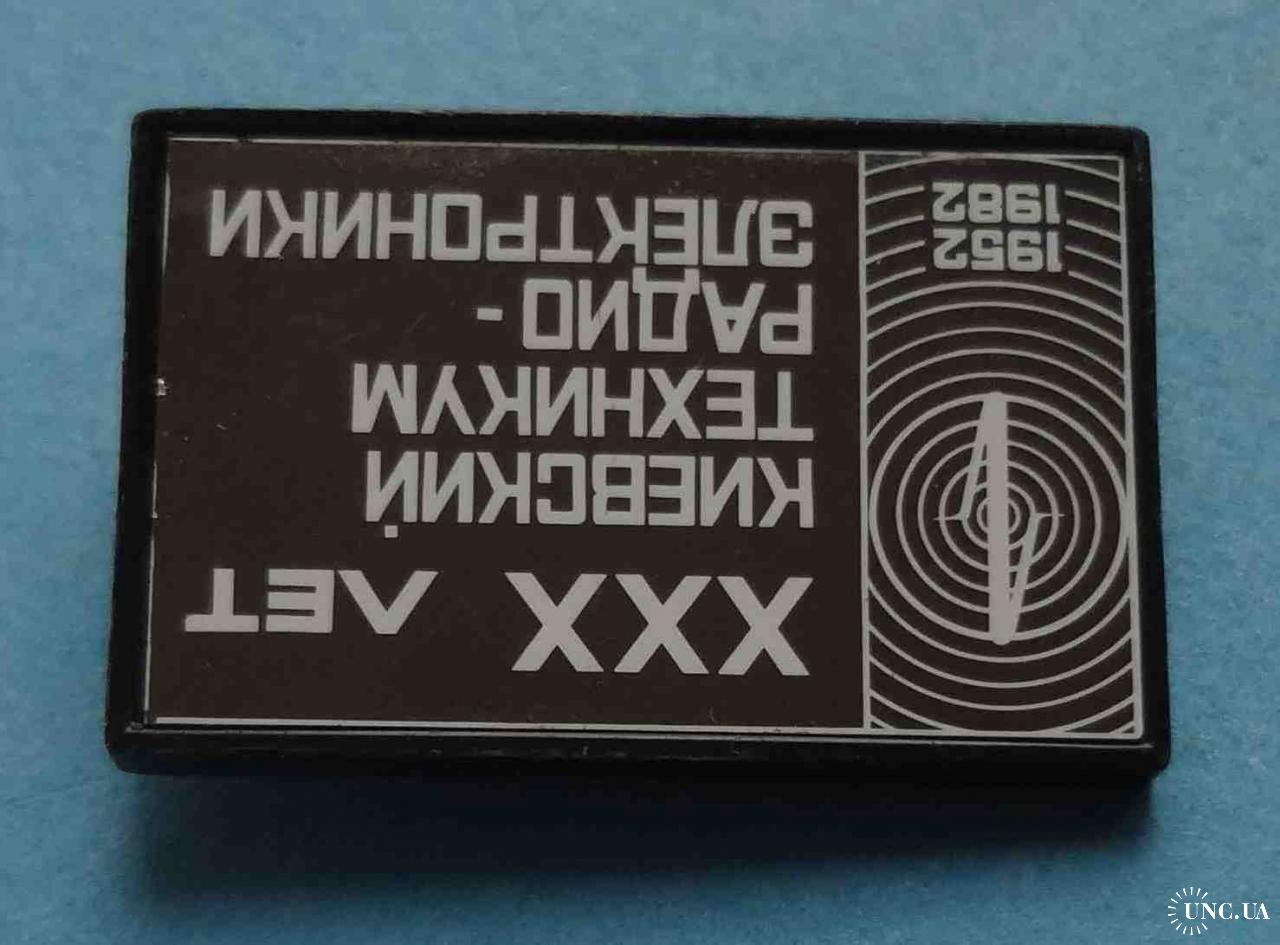 XXX ЛЕТ
КИЕВСКИЙ
ТЕХНИКУМ
РАДИО-
ЭЛЕКТРОНИКИ
1952
1982
UNC.UA